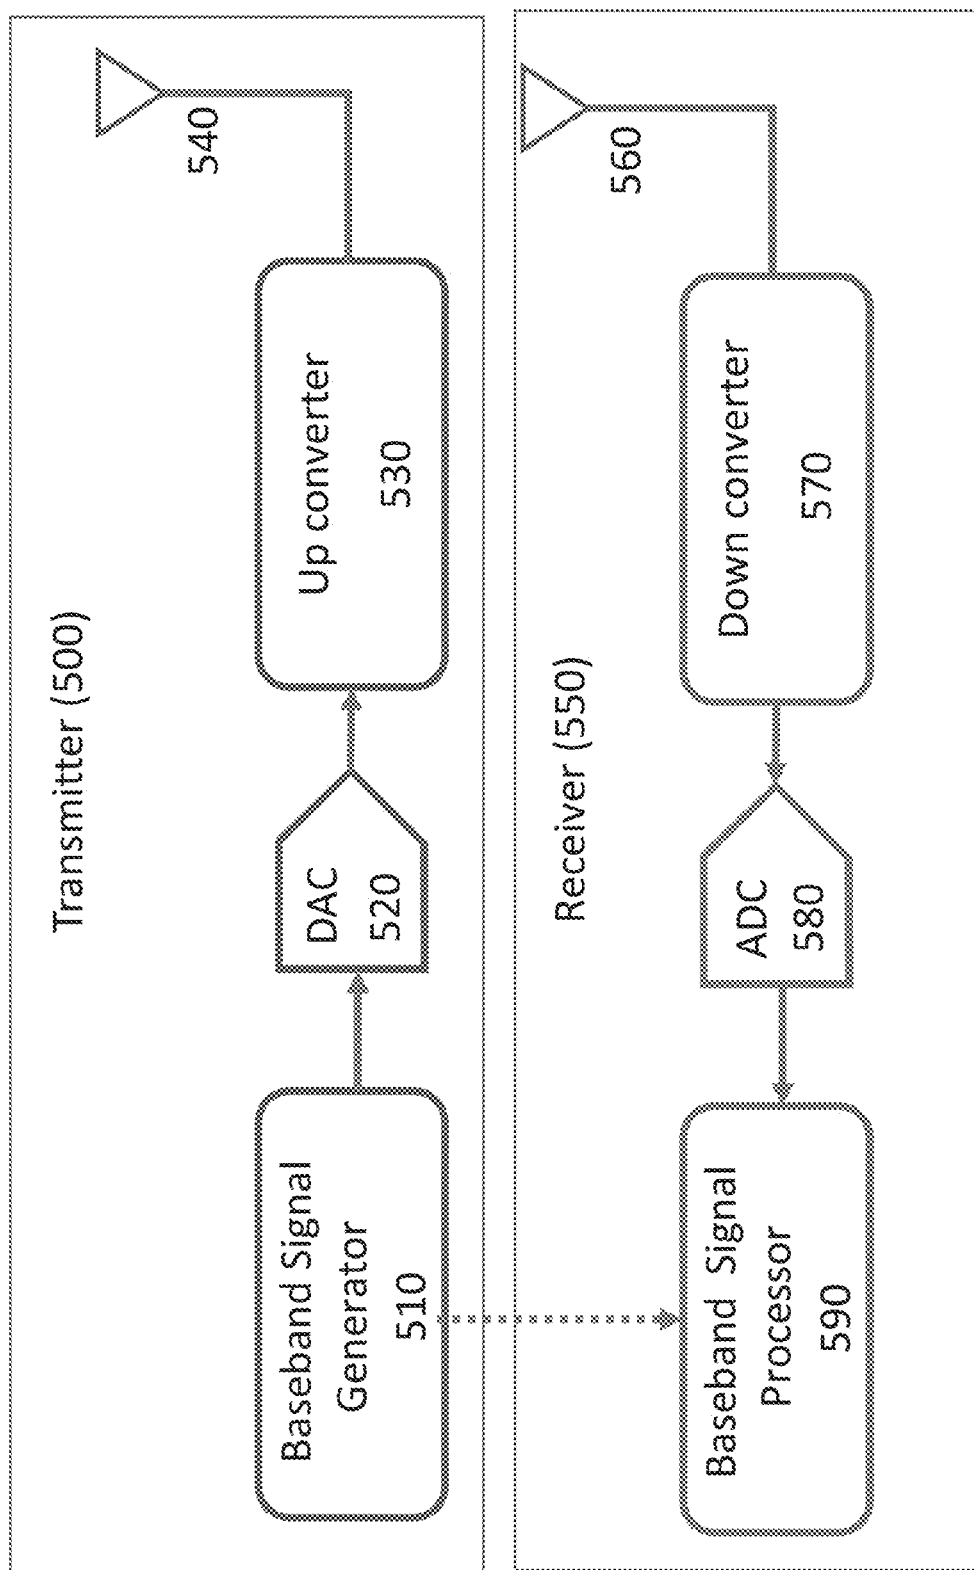 Transmitter (500)
Baseband Signal
Generator
510
DAC
520
Up converter
530
540
Receiver (550)
Baseband Signal
Processor
590
ADC
580
Down converter
570
560